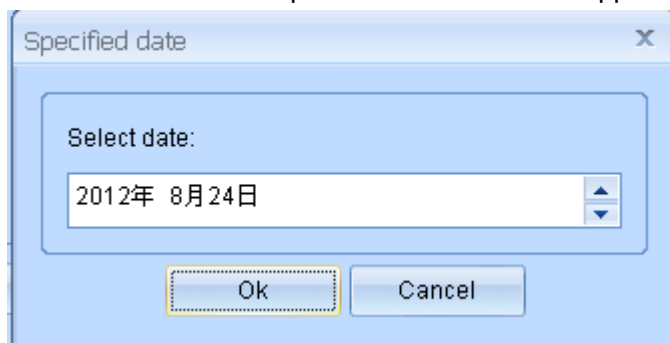 Specified date
Select date:
2012年 8月24日
Ok Cancel